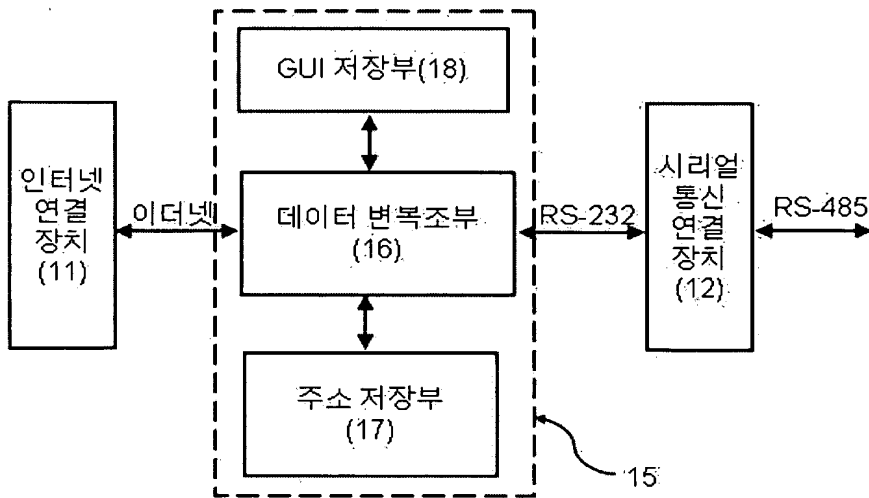 GUI 저장부(18)
인터넷
연결
장치
(11)
이더넷
데이터 변복조부
(16)
RS-232
시리얼
통신
연결
장치
(12)
RS-485
주소 저장부
(17)
15